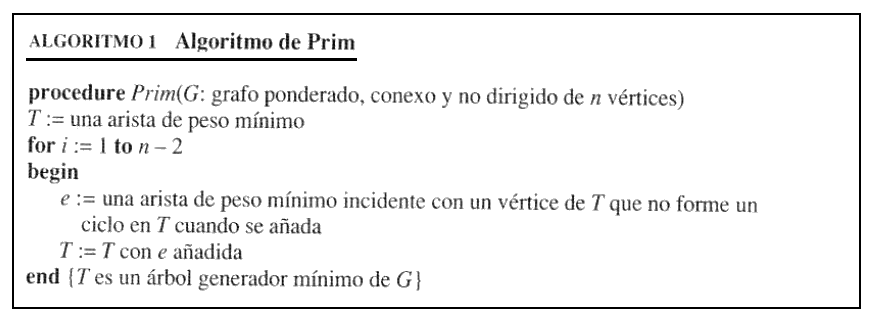 ALGORITMO 1 Algoritmo de Prim
procedure Prim(G: grafo ponderado, conexo y no dirigido de n vértices)
T := una arista de peso mínimo
for i := 1 to n – 2
begin
e := una arista de peso mínimo incidente con un vértice de T que no forme un
ciclo en T cuando se añada
T := T con e añadida
end {T es un árbol generador mínimo de G}